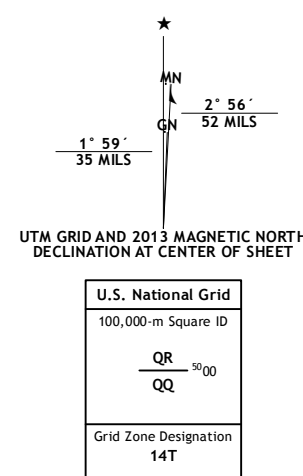 ★
MN
GN
2° 56´
52 MILS
1° 59´
35 MILS
UTM GRID AND 2013 MAGNETIC NORTH
DECLINATION AT CENTER OF SHEET
U.S. National Grid
100,000-m Square ID
QR
5000
QQ
Grid Zone Designation
14T